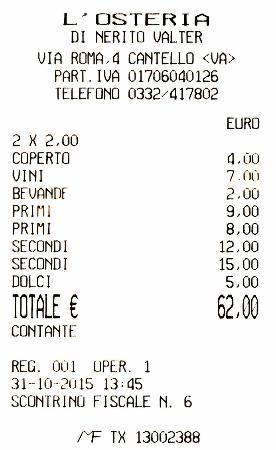 L'OSTERIA
DI NERITO VALTER
VIA ROMA,4 CANTELLO <VA>
PART.IVA 01706040126
TELEFONO 0332/417802
EURO
2 X 2,00
COPERTO 4,00
VINI 7,00
BEVANDE 2,00
PRIMI 9,00
PRIMI 8,00
SECONDI 12,00
SECONDI 15,00
DOLCI 5,00
TOTALE € 62,00
CONTANTE
REG. 001 OPER. 1
31-10-2015 13:45
SCONTRINO FISCALE N. 6
MF TX 13002388